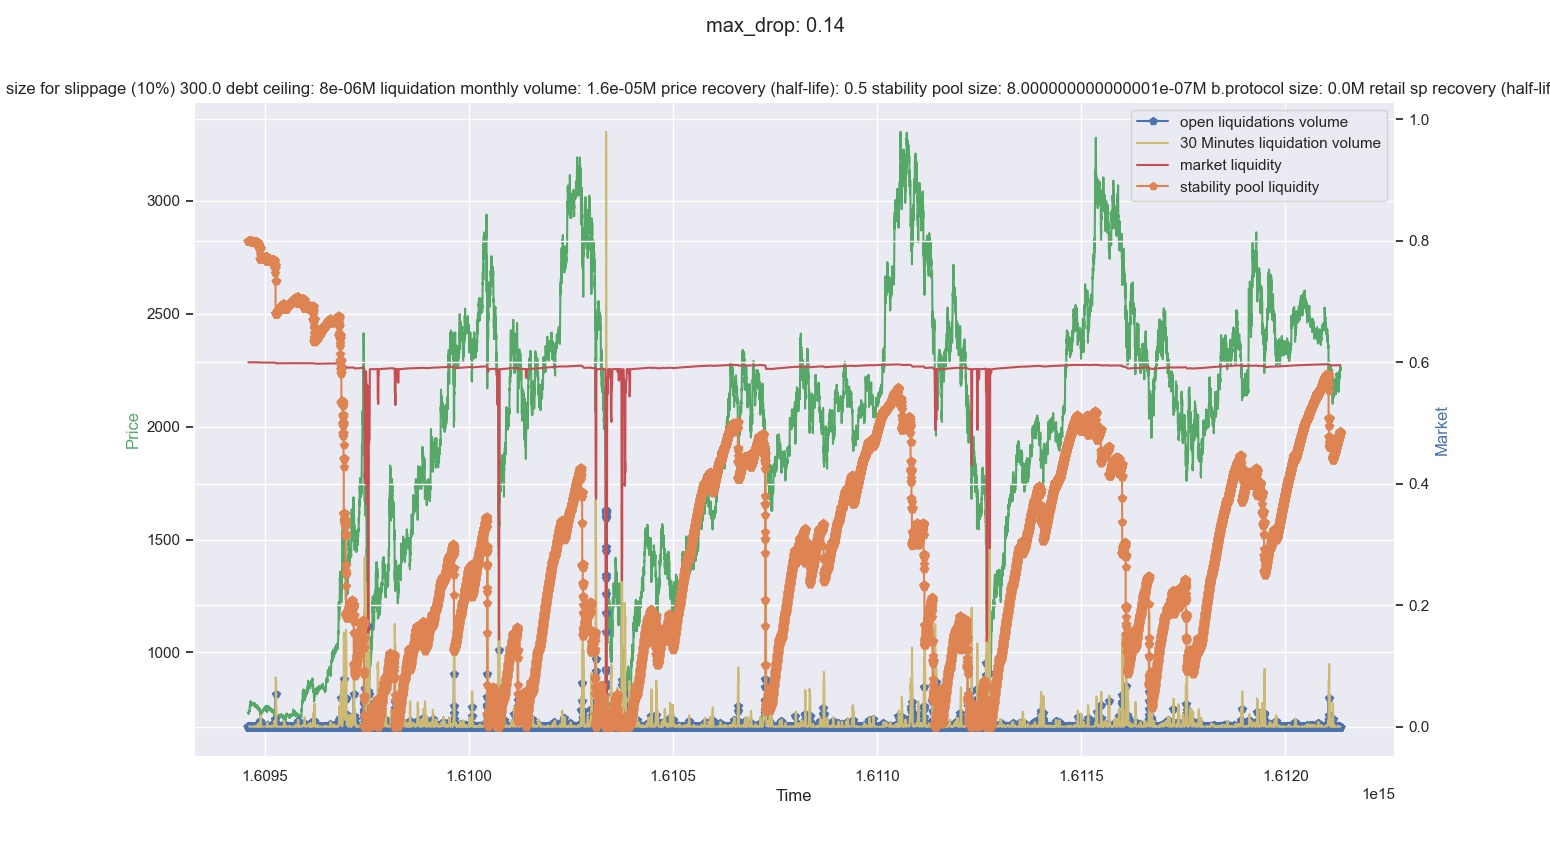 max_drop: 0.14
size for slippage (10%) 300.0 debt ceiling: 8e-06M liquidation monthly volume: 1.6e-05M price recovery (half-life): 0.5 stability pool size: 8.000000000000001e-07M b.protocol size: 0.0M retail sp recovery (half-lif
open liquidations volume
30 Minutes liquidation volume
market liquidity
stability pool liquidity
3000
2500
2000
1500
1000
Price
1.0
0.8
0.6
0.4
0.2
0.0
Market
1.6095 1.6100 1.6105 1.6110 1.6115 1.6120
Time
1e15